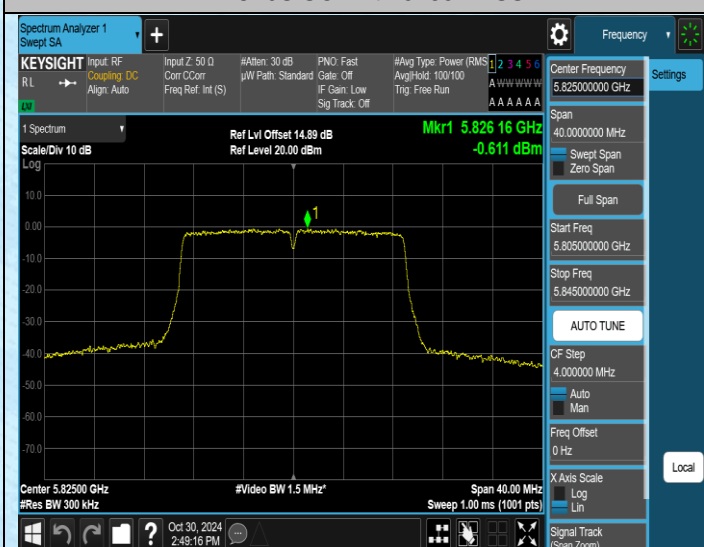 Spectrum Analyzer 1
Swept SA
Frequency
KEYSIGHT
RL
LXI
Input: RF
Coupling: DC
Align: Auto
Input Z: 50 Ω
Corr CCorr
Freq Ref: Int (S)
#Atten: 30 dB
µW Path: Standard
PNO: Fast
Gate: Off
IF Gain: Low
Sig Track: Off
#Avg Type: Power (RMS
Avg|Hold: 100/100
Trig: Free Run
1 2 3 4 5 6
A W W W W W
A A A A A A
Center Frequency
5.825000000 GHz
Settings
Span
40.0000000 MHz
Swept Span
Zero Span
Full Span
Start Freq
5.805000000 GHz
Stop Freq
5.845000000 GHz
AUTO TUNE
CF Step
4.000000 MHz
Auto
Man
Freq Offset
0 Hz
X Axis Scale
Log
Lin
Signal Track
(Span Zoom)
Local
1 Spectrum
Scale/Div 10 dB
Log
Ref Lvl Offset 14.89 dB
Ref Level 20.00 dBm
Mkr1 5.826 16 GHz
-0.611 dBm
10.0
0.00
-10.0
-20.0
-30.0
-40.0
-50.0
-60.0
-70.0
1
Center 5.82500 GHz
#Res BW 300 kHz
#Video BW 1.5 MHz*
Span 40.00 MHz
Sweep 1.00 ms (1001 pts)
?
Oct 30, 2024
2:49:16 PM